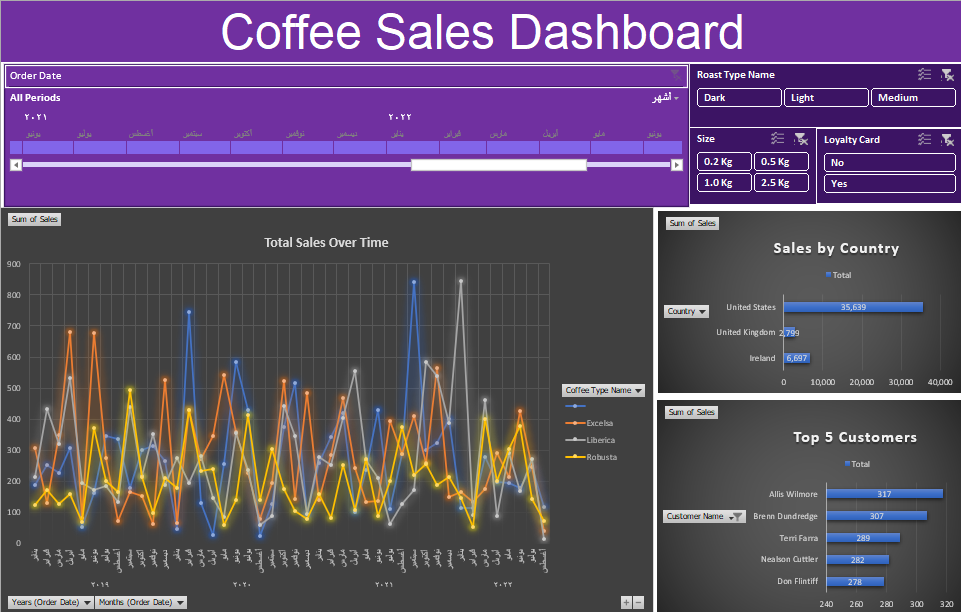 Coffee Sales Dashboard
Order Date
All Periods
أشهر
٢٠٢١
٢٠٢٢
يونيو
يوليو
أغسطس
سبتمبر
أكتوبر
نوفمبر
ديسمبر
يناير
فبراير
مارس
أبريل
مايو
يونيو
Roast Type Name
Dark
Light
Medium
Size
0.2 Kg
0.5 Kg
1.0 Kg
2.5 Kg
Loyalty Card
No
Yes
Sum of Sales
Total Sales Over Time
900
800
700
600
500
400
300
200
100
0
٢٠١٩
٢٠٢٠
٢٠٢١
٢٠٢٢
Coffee Type Name
Excelsa
Liberica
Robusta
Years (Order Date)
Months (Order Date)
Sum of Sales
Sales by Country
Total
Country
United States
35,639
United Kingdom
2,799
Ireland
6,697
0
10,000
20,000
30,000
40,000
Sum of Sales
Top 5 Customers
Total
Customer Name
Allis Wilmore
317
Brenn Dundredge
307
Terri Farra
289
Nealson Cuttler
282
Don Flintiff
278
240
260
280
300
320